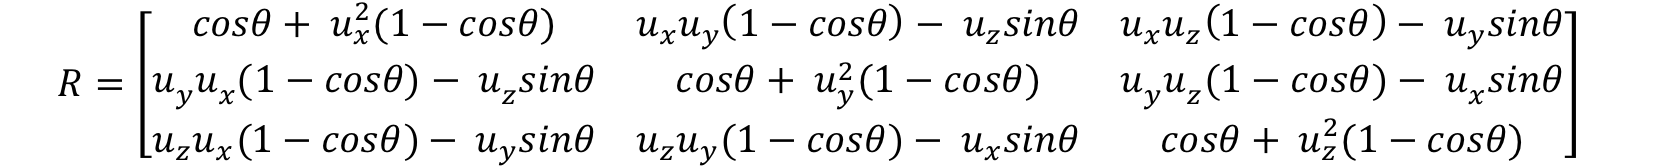 cosθ + u_x^2(1 − cosθ) u_xu_y(1 − cosθ) − u_zsinθ u_xu_z(1 − cosθ) − u_ysinθ
R = u_yu_x(1 − cosθ) − u_zsinθ cosθ + u_y^2(1 − cosθ) u_yu_z(1 − cosθ) − u_xsinθ
u_zu_x(1 − cosθ) − u_ysinθ u_zu_y(1 − cosθ) − u_xsinθ cosθ + u_z^2(1 − cosθ)